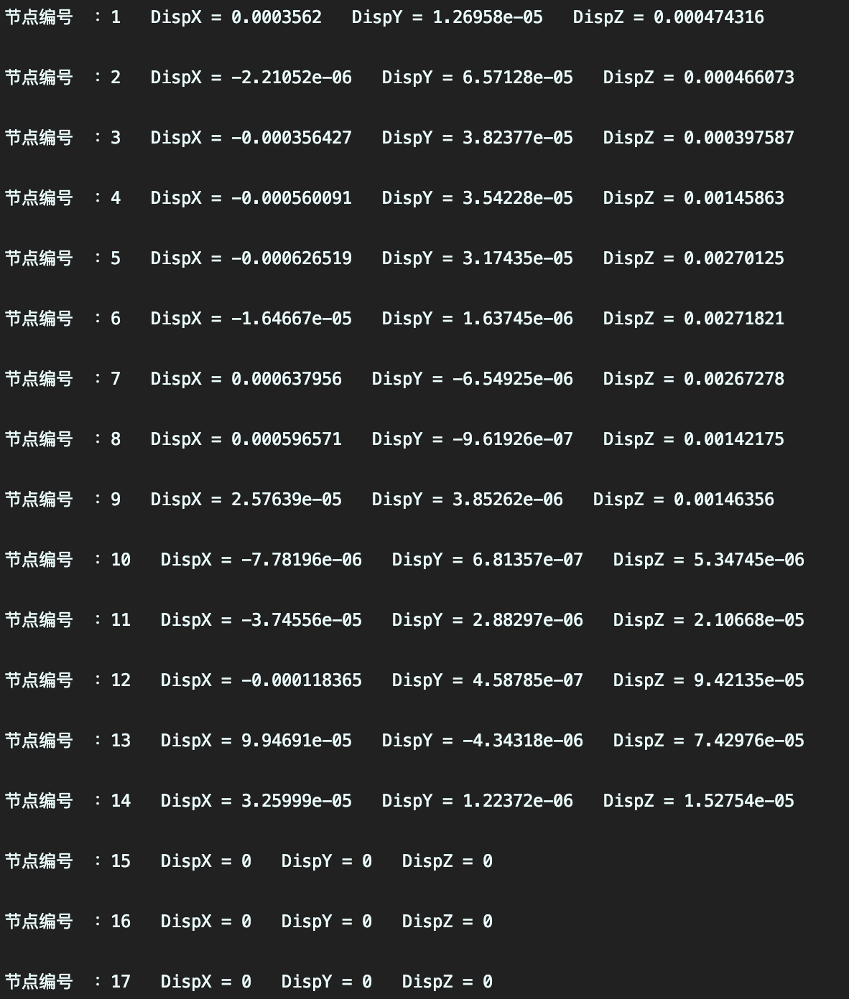 节点编号  : 1   DispX = 0.0003562   DispY = 1.26958e-05   DispZ = 0.000474316
节点编号  : 2   DispX = -2.21052e-06   DispY = 6.57128e-05   DispZ = 0.000466073
节点编号  : 3   DispX = -0.000356427   DispY = 3.82377e-05   DispZ = 0.000397587
节点编号  : 4   DispX = -0.000560091   DispY = 3.54228e-05   DispZ = 0.00145863
节点编号  : 5   DispX = -0.000626519   DispY = 3.17435e-05   DispZ = 0.00270125
节点编号  : 6   DispX = -1.64667e-05   DispY = 1.63745e-06   DispZ = 0.00271821
节点编号  : 7   DispX = 0.000637956   DispY = -6.54925e-06   DispZ = 0.00267278
节点编号  : 8   DispX = 0.000596571   DispY = -9.61926e-07   DispZ = 0.00142175
节点编号  : 9   DispX = 2.57639e-05   DispY = 3.85262e-06   DispZ = 0.00146356
节点编号  : 10   DispX = -7.78196e-06   DispY = 6.81357e-07   DispZ = 5.34745e-06
节点编号  : 11   DispX = -3.74556e-05   DispY = 2.88297e-06   DispZ = 2.10668e-05
节点编号  : 12   DispX = -0.000118365   DispY = 4.58785e-07   DispZ = 9.42135e-05
节点编号  : 13   DispX = 9.94691e-05   DispY = -4.34318e-06   DispZ = 7.42976e-05
节点编号  : 14   DispX = 3.25999e-05   DispY = 1.22372e-06   DispZ = 1.52754e-05
节点编号  : 15   DispX = 0   DispY = 0   DispZ = 0
节点编号  : 16   DispX = 0   DispY = 0   DispZ = 0
节点编号  : 17   DispX = 0   DispY = 0   DispZ = 0